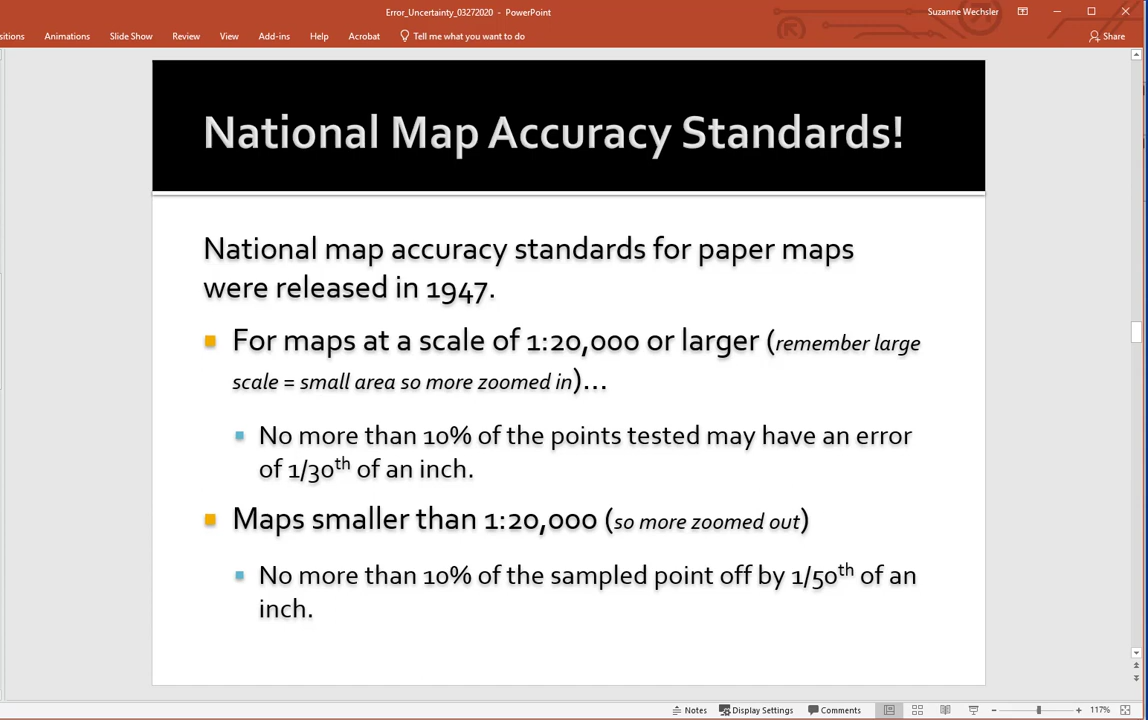 Error_Uncertainty_03272020 - PowerPoint
Suzanne Wechsler
sitions Animations Slide Show Review View Add-ins Help Acrobat Tell me what you want to do
Share
National Map Accuracy Standards!
National map accuracy standards for paper maps
were released in 1947.
For maps at a scale of 1:20,000 or larger (remember large
scale = small area so more zoomed in)...
No more than 10% of the points tested may have an error
of 1/30th of an inch.
Maps smaller than 1:20,000 (so more zoomed out)
No more than 10% of the sampled point off by 1/50th of an
inch.
Notes Display Settings Comments 117%